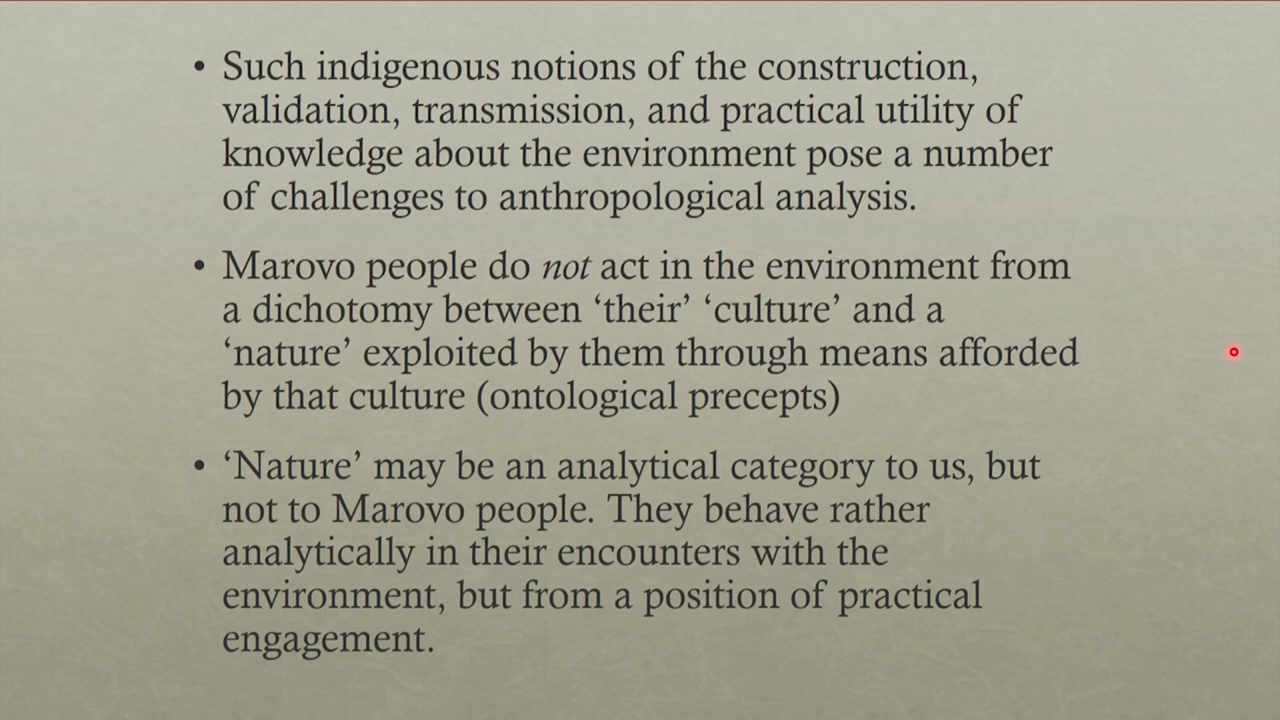 • Such indigenous notions of the construction,
validation, transmission, and practical utility of
knowledge about the environment pose a number
of challenges to anthropological analysis.
• Marovo people do not act in the environment from
a dichotomy between ‘their’ ‘culture’ and a
‘nature’ exploited by them through means afforded
by that culture (ontological precepts)
• ‘Nature’ may be an analytical category to us, but
not to Marovo people. They behave rather
analytically in their encounters with the
environment, but from a position of practical
engagement.